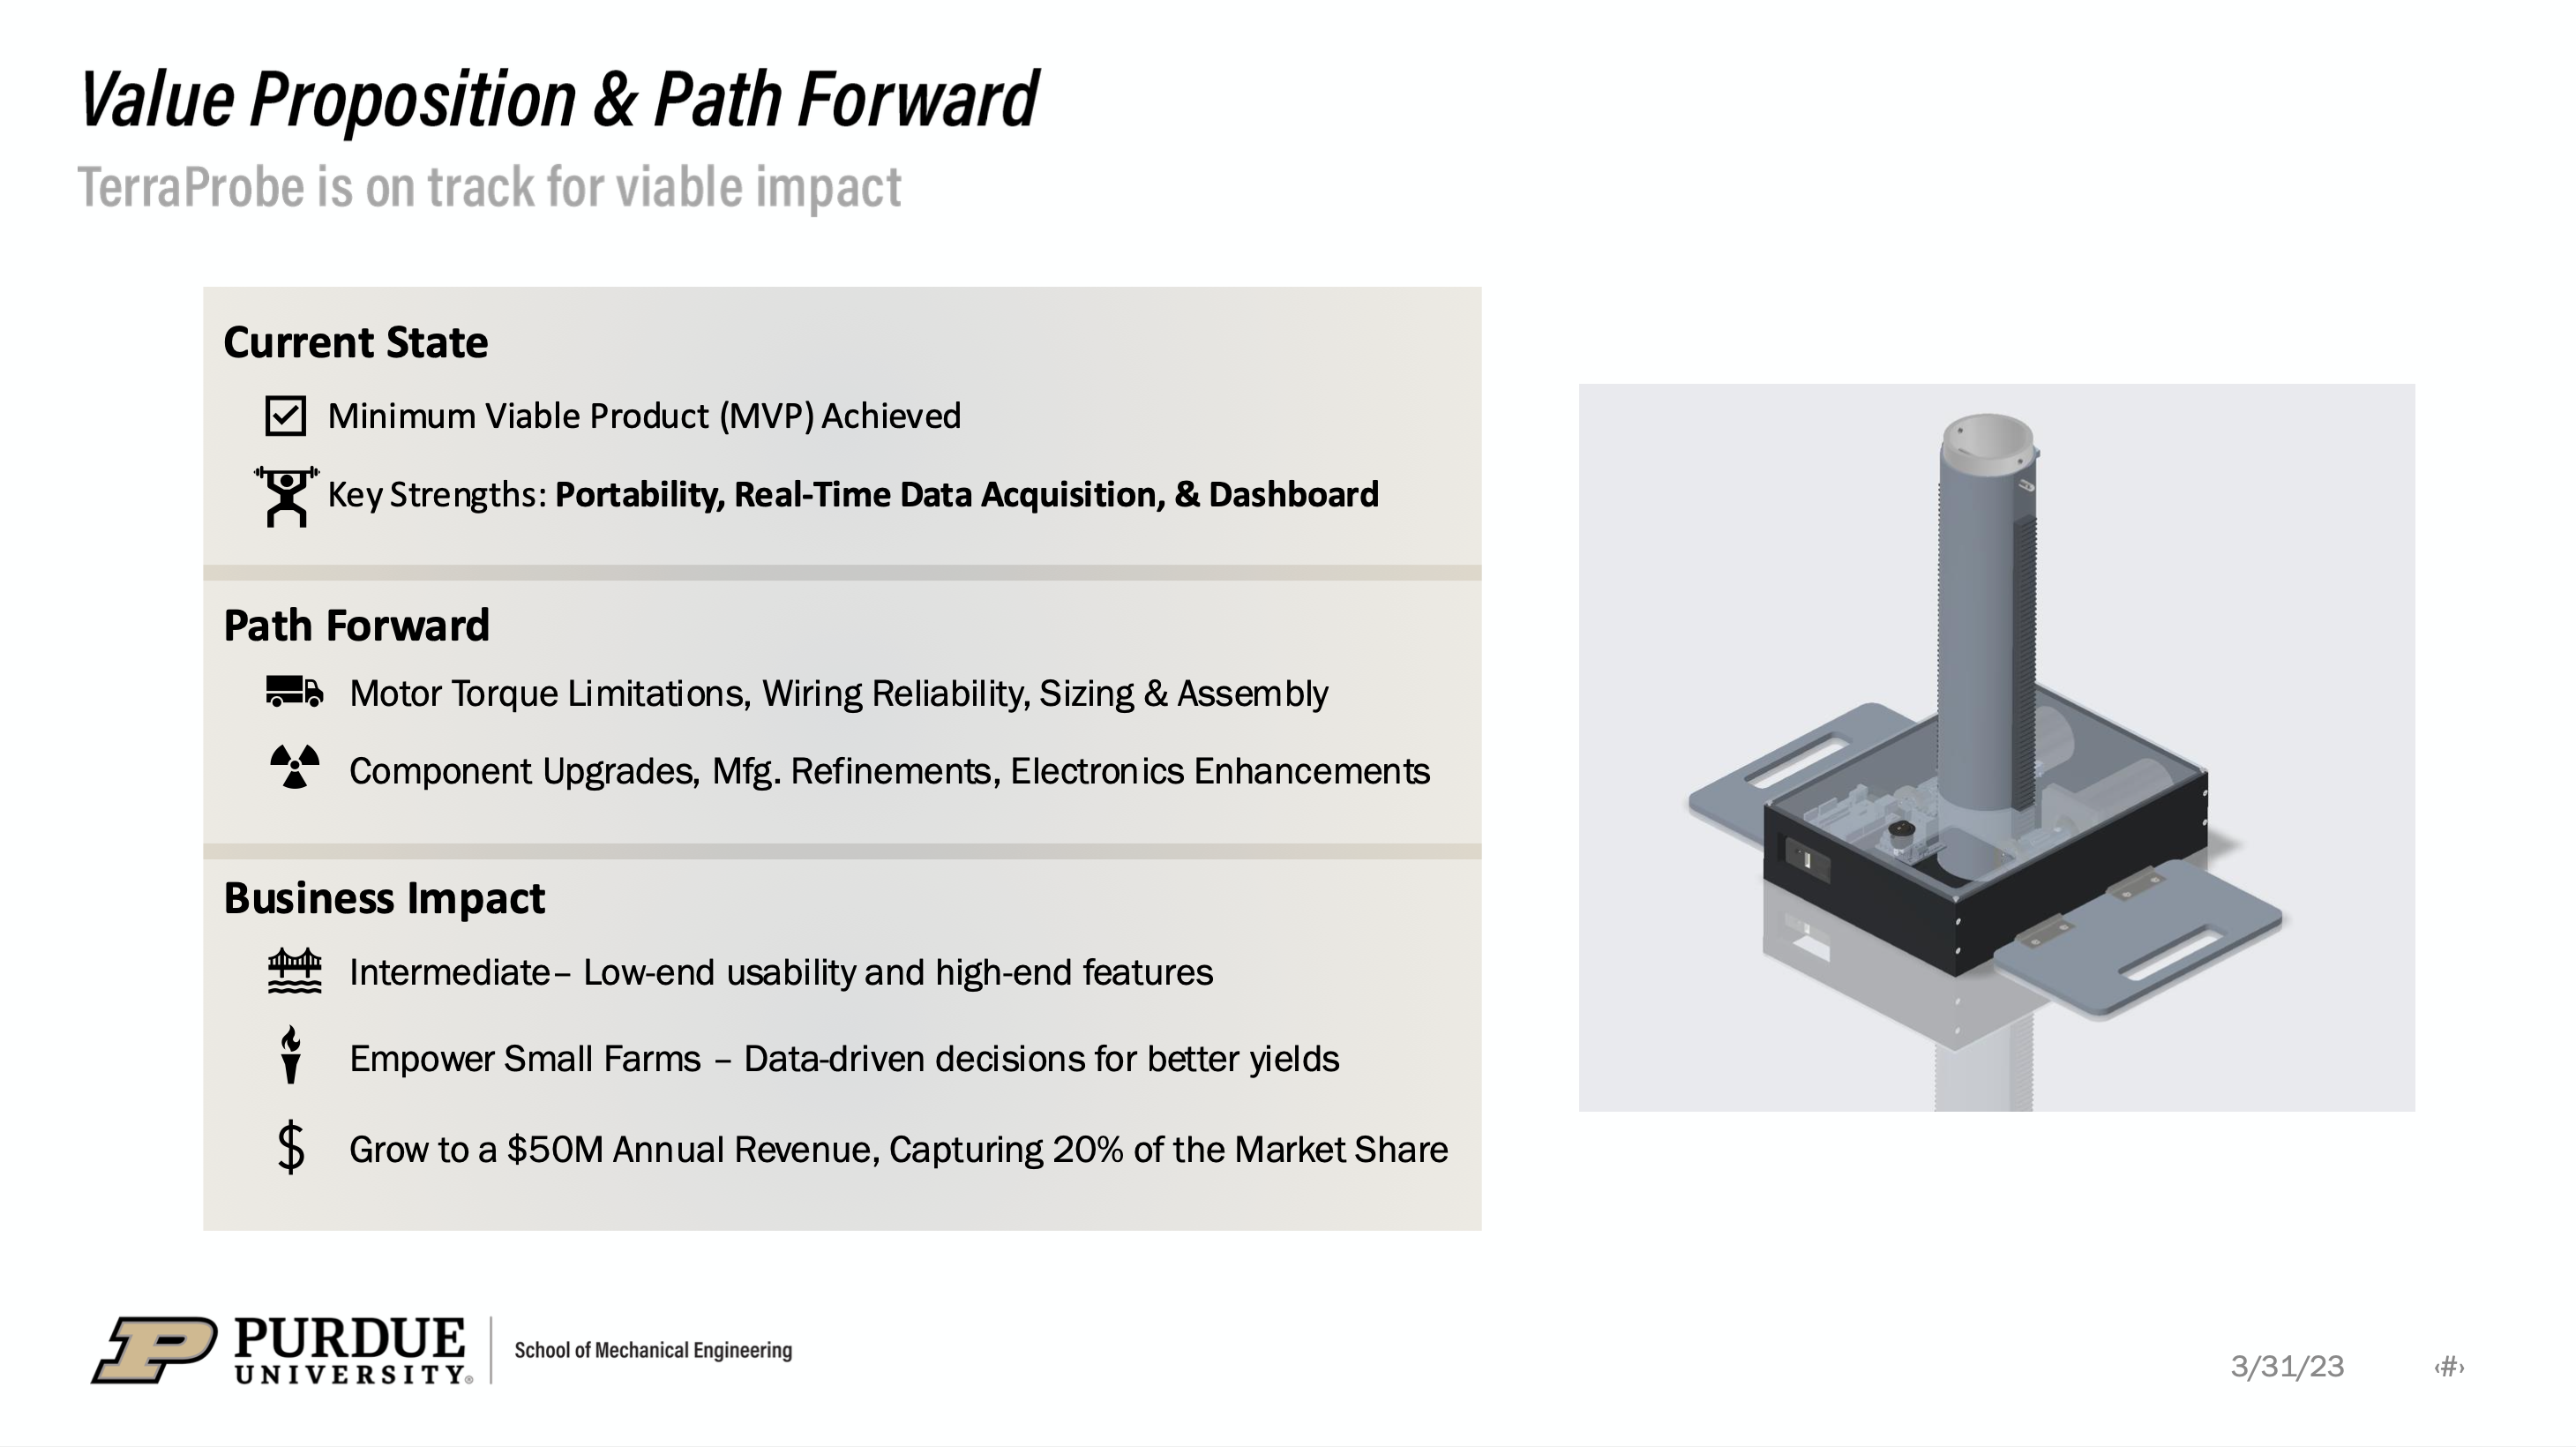 Value Proposition & Path Forward
TerraProbe is on track for viable impact
Current State
Minimum Viable Product (MVP) Achieved
Key Strengths: Portability, Real-Time Data Acquisition, & Dashboard
Path Forward
Motor Torque Limitations, Wiring Reliability, Sizing & Assembly
Component Upgrades, Mfg. Refinements, Electronics Enhancements
Business Impact
Intermediate– Low-end usability and high-end features
Empower Small Farms – Data-driven decisions for better yields
$ Grow to a $50M Annual Revenue, Capturing 20% of the Market Share
P PURDUE
UNIVERSITY®
School of Mechanical Engineering
3/31/23 ‹#›